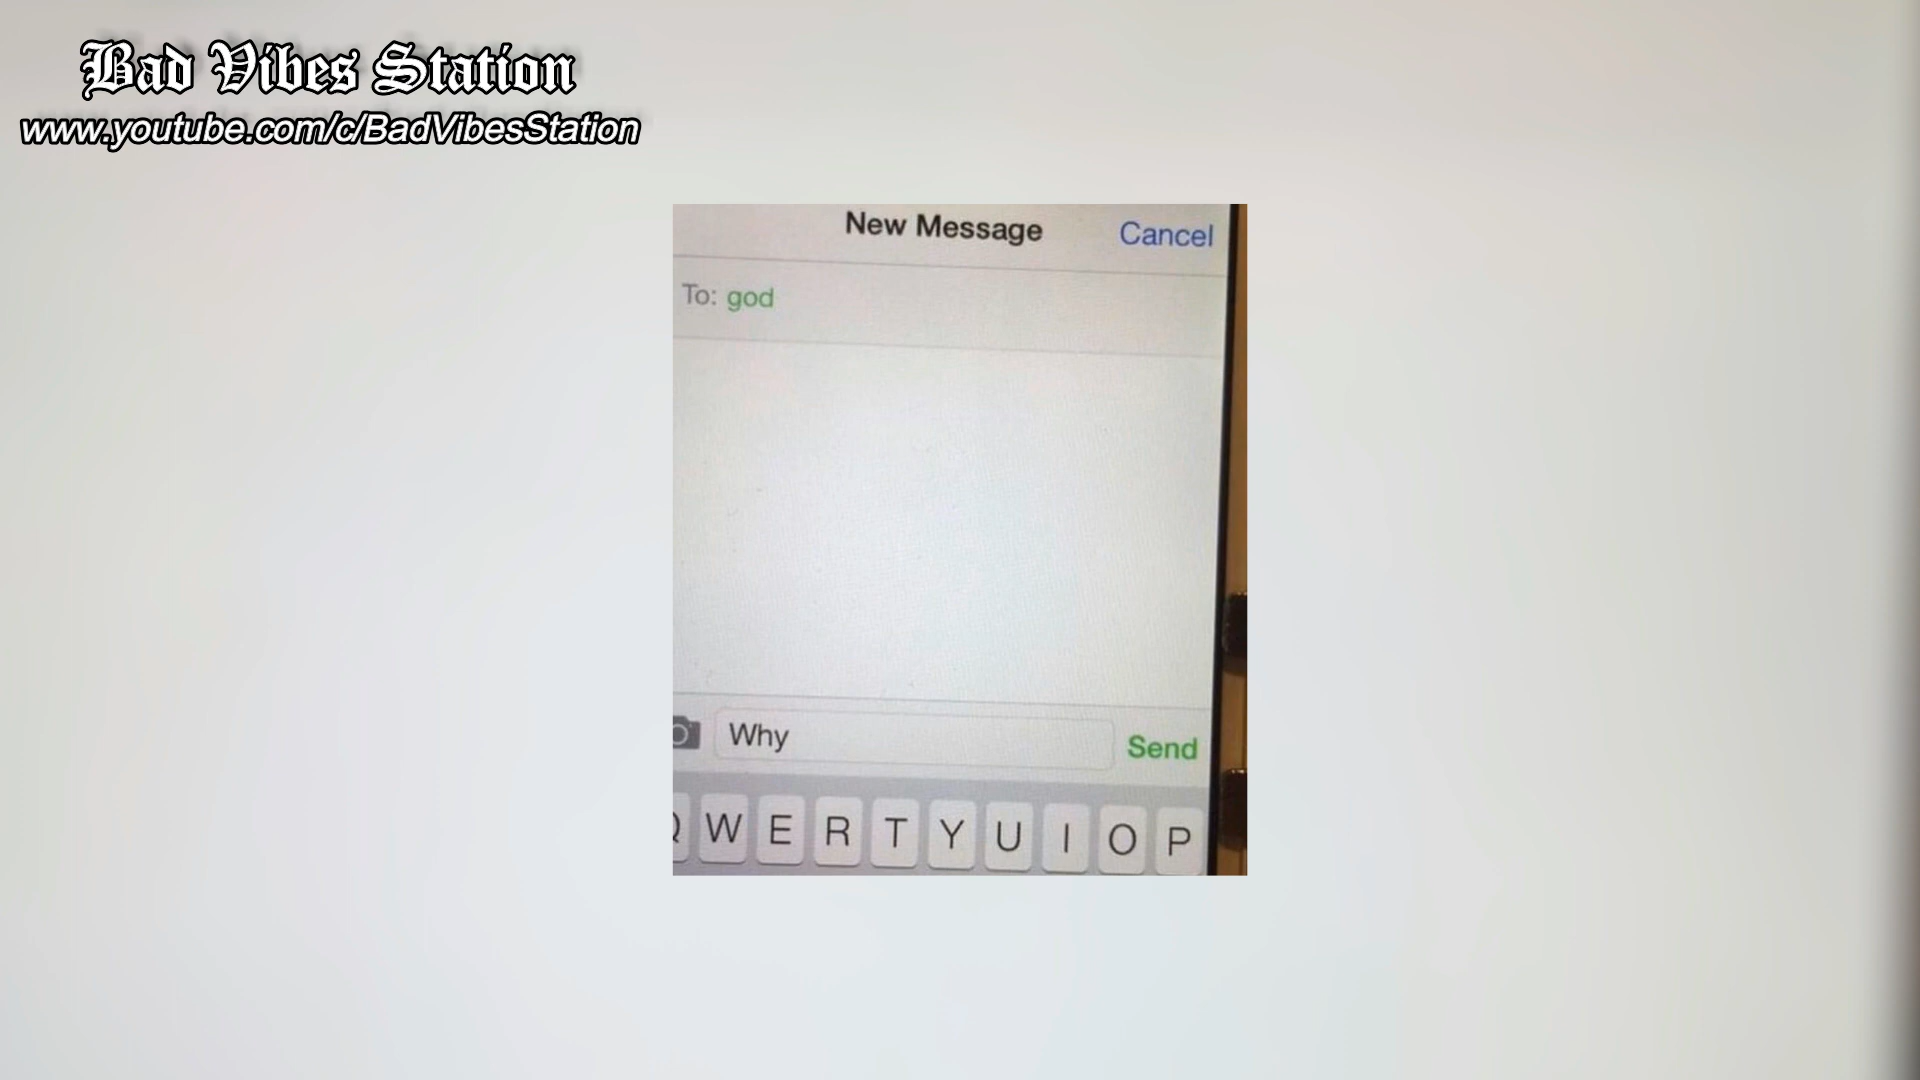 Bad Vibes Station
www.youtube.com/c/BadVibesStation
New Message
Cancel
To: god
Why
Send
Q W E R T Y U I O P